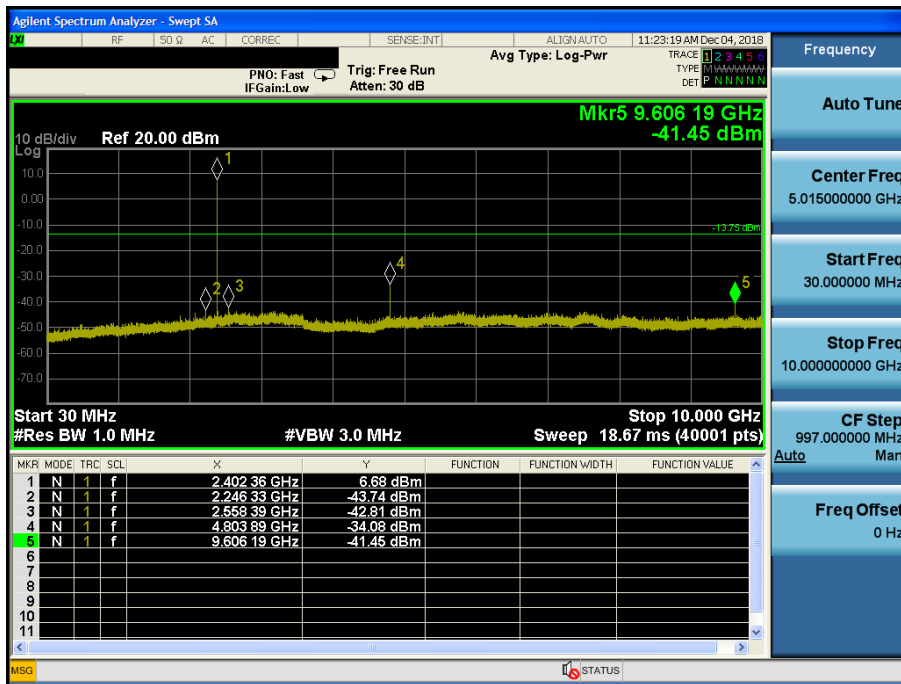 Agilent Spectrum Analyzer - Swept SA
LXI RF 50 Ω AC CORREC SENSE:INT ALIGN AUTO 11:23:19 AM Dec 04, 2018
Frequency
Avg Type: Log-Pwr TRACE 1 2 3 4 5 6
PNO: Fast Trig: Free Run TYPE M WWWWW
IFGain:Low Atten: 30 dB DET P N N N N N
Auto Tune
Mkr5 9.606 19 GHz
-41.45 dBm
10 dB/div Ref 20.00 dBm
Log
10.0
0.00
-10.0
-20.0
-30.0
-40.0
-50.0
-60.0
-70.0
1
2
3
4
5
-13.75 dBm
Center Freq
5.015000000 GHz
Start Freq
30.000000 MHz
Stop Freq
10.000000000 GHz
Start 30 MHz Stop 10.000 GHz
#Res BW 1.0 MHz #VBW 3.0 MHz Sweep 18.67 ms (40001 pts)
CF Step
997.000000 MHz
Auto Man
Freq Offset
0 Hz
MKR MODE TRC SCL X Y FUNCTION FUNCTION WIDTH FUNCTION VALUE
1 N 1 f 2.402 36 GHz 6.68 dBm
2 N 1 f 2.246 33 GHz -43.74 dBm
3 N 1 f 2.558 39 GHz -42.81 dBm
4 N 1 f 4.803 89 GHz -34.08 dBm
5 N 1 f 9.606 19 GHz -41.45 dBm
6
7
8
9
10
11
MSG STATUS